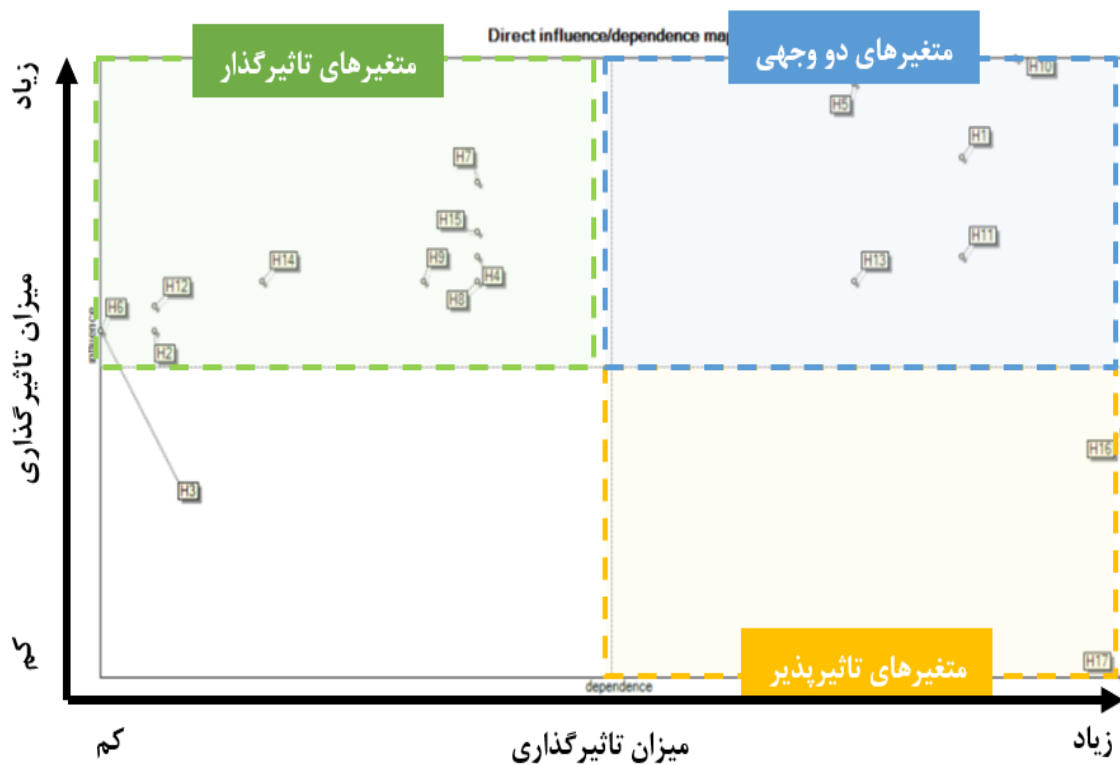 Direct influence/dependence map
متغیرهای تاثیرگذار
متغیرهای دو وجهی
زیاد
H10
H5
H1
H7
H15
H11
H14
H9
H4
H13
H12
H8
H6
H2
میزان تاثیرگذاری
influence
H16
H3
کم
H17
متغیرهای تاثیرپذیر
dependence
کم
میزان تاثیرگذاری
زیاد